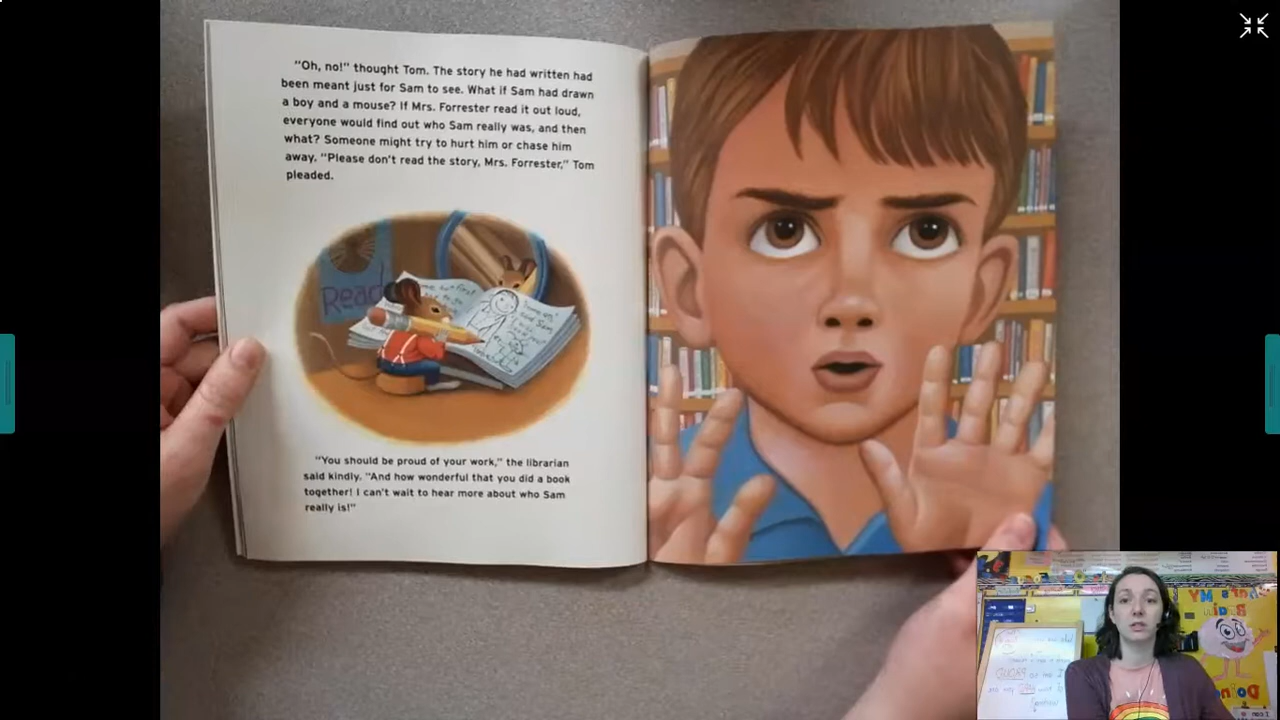 "Oh, no!" thought Tom. The story he had written had
been meant just for Sam to see. What if Sam had drawn
a boy and a mouse? If Mrs. Forrester read it out loud,
everyone would find out who Sam really was, and then
what? Someone might try to hurt him or chase him
away. "Please don't read the story, Mrs. Forrester," Tom
pleaded.
Read
"You should be proud of your work," the librarian
said kindly. "And how wonderful that you did a book
together! I can't wait to hear more about who Sam
really is!"